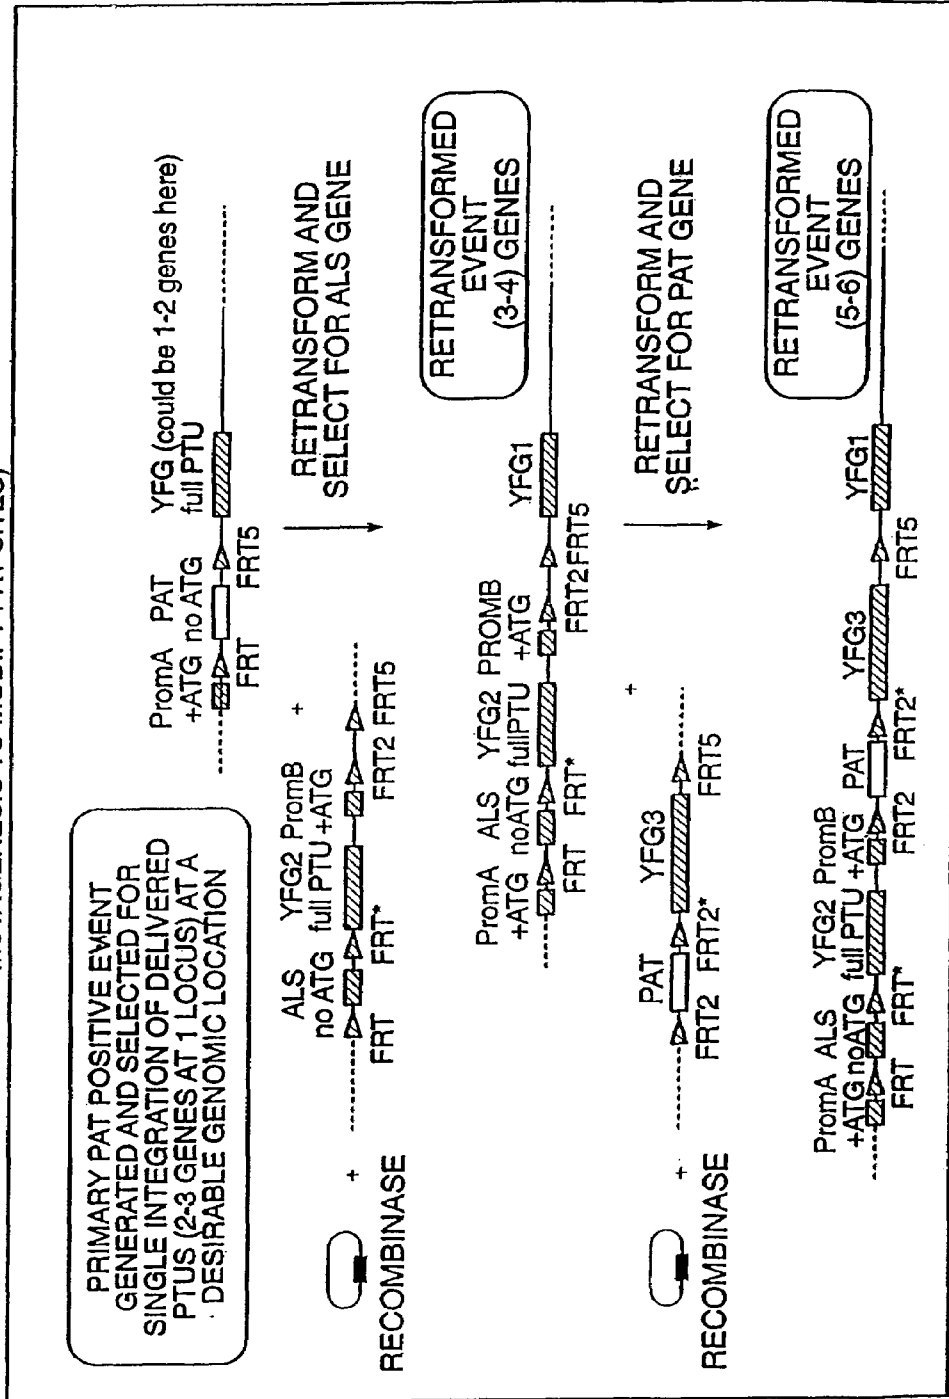 PRIMARY PAT POSITIVE EVENT
GENERATED AND SELECTED FOR
SINGLE INTEGRATION OF DELIVERED
PTUS (2-3 GENES AT 1 LOCUS) AT A
DESIRABLE GENOMIC LOCATION
PromA PAT YFG (could be 1-2 genes here)
+ATG no ATG full PTU
FRT FRT5
RETRANSFORM AND
SELECT FOR ALS GENE
ALS YFG2 PromB
no ATG full PTU +ATG
FRT FRT* FRT2 FRT5
+
+
RECOMBINASE
RETRANSFORMED
EVENT
(3-4) GENES
PromA ALS YFG2 PROMB
+ATG noATG fullPTU +ATG YFG1
FRT FRT* FRT2 FRT5
RETRANSFORM AND
SELECT FOR PAT GENE
PAT YFG3
FRT2 FRT2* FRT5
+
+
RECOMBINASE
RETRANSFORMED
EVENT
(5-6) GENES
PromA ALS YFG2 PromB
+ATG noATG full PTU +ATG PAT YFG3 YFG1
FRT FRT* FRT2 FRT2* FRT5